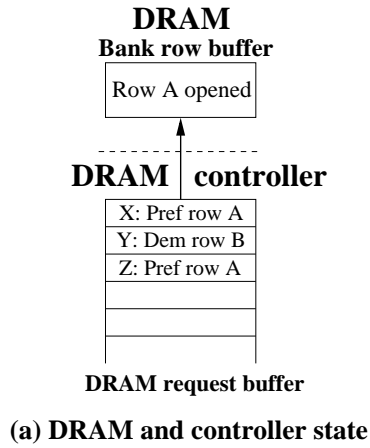 DRAM
Bank row buffer
Row A opened
DRAM controller
X: Pref row A
Y: Dem row B
Z: Pref row A
DRAM request buffer
(a) DRAM and controller state